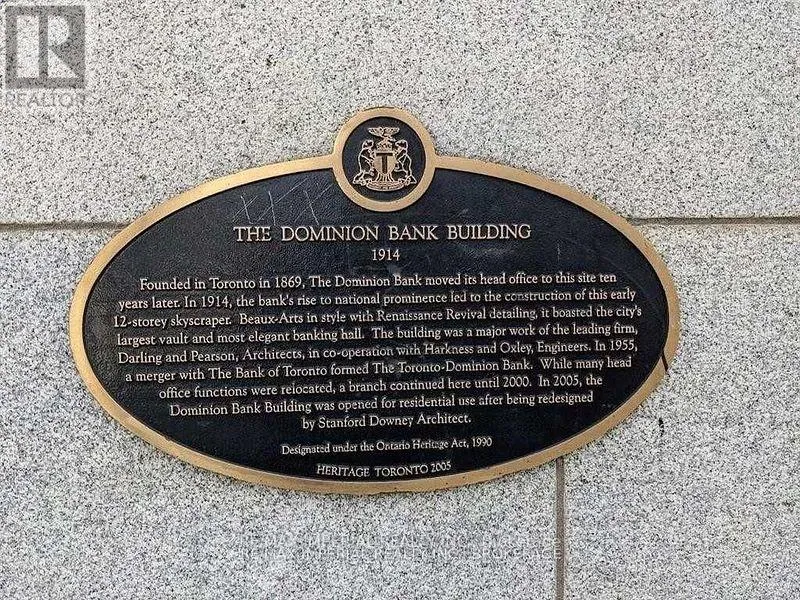 REALTOR
T
THE DOMINION BANK BUILDING
1914
Founded in Toronto in 1869, The Dominion Bank moved its head office to this site ten
years later. In 1914, the bank's rise to national prominence led to the construction of this early
12-storey skyscraper. Beaux-Arts in style with Renaissance Revival detailing, it boasted the city's
largest vault and most elegant banking hall. The building was a major work of the leading firm,
Darling and Pearson, Architects, in co-operation with Harkness and Oxley, Engineers. In 1955,
a merger with The Bank of Toronto formed The Toronto-Dominion Bank. While many head
office functions were relocated, a branch continued here until 2000. In 2005, the
Dominion Bank Building was opened for residential use after being redesigned
by Stanford Downey Architect.
Designated under the Ontario Heritage Act, 1990
HERITAGE TORONTO 2005
BROKERAGE